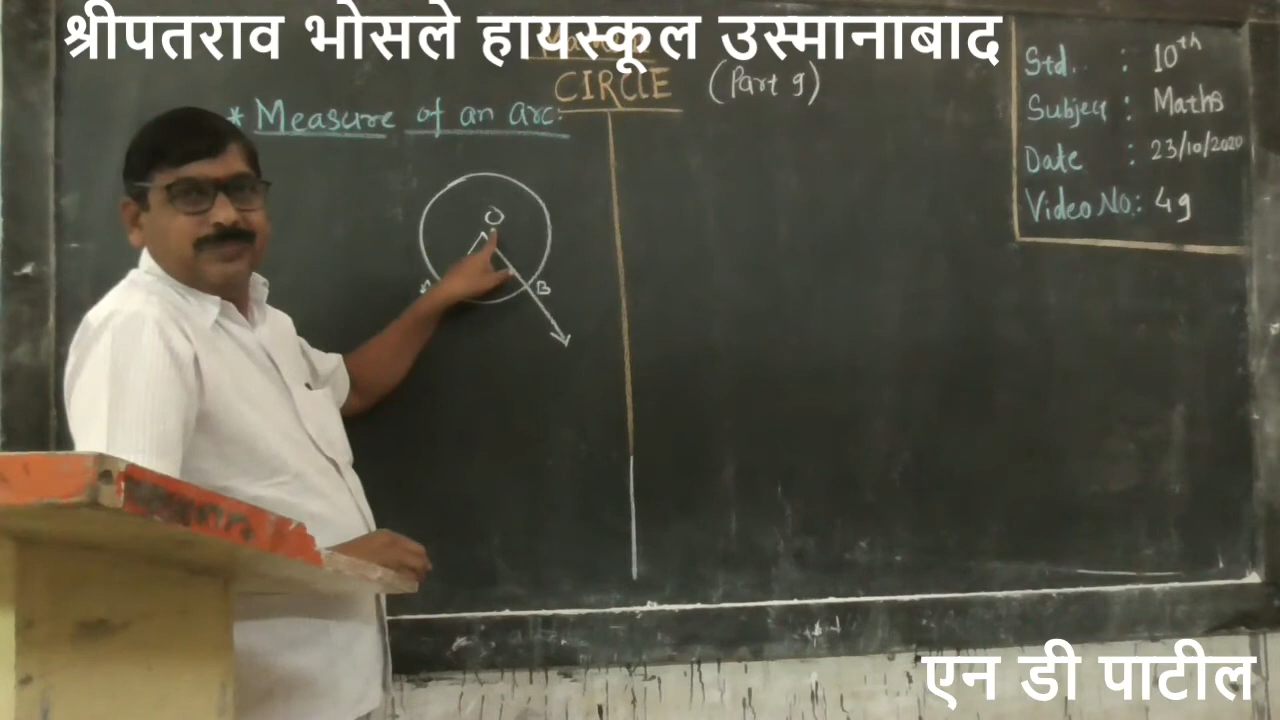 श्रीपतराव भोसले हायस्कूल उस्मानाबाद
CIRCLE (Part 9)
* Measure of an arc:
Std. : 10th
Subject : Maths
Date : 23/10/2020
Video No: 49
O
B
एन डी पाटील